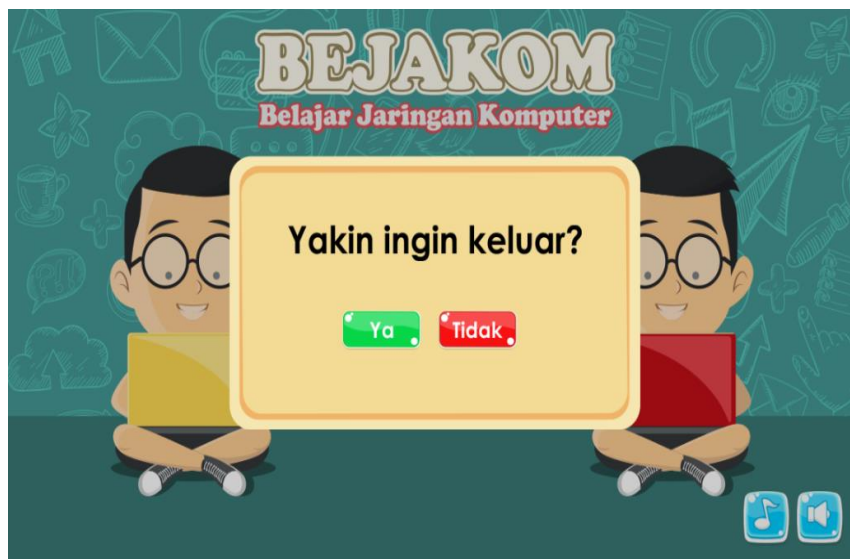 BEJAKOM
Belajar Jaringan Komputer
Yakin ingin keluar?
Ya
Tidak